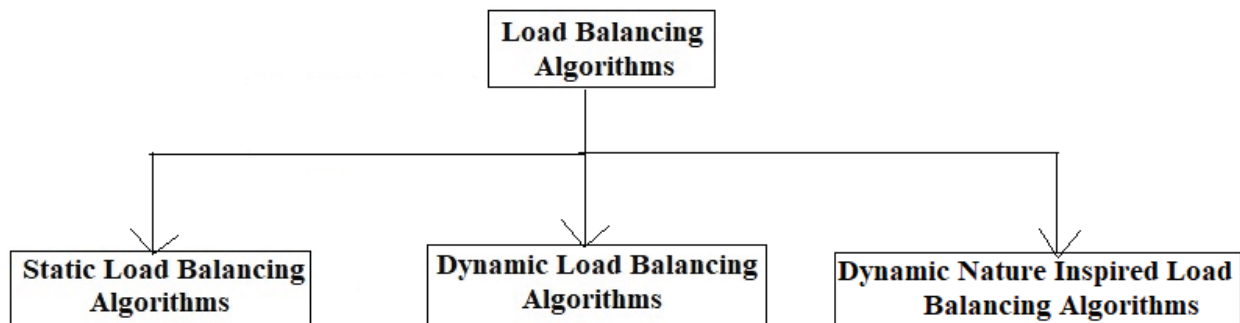 Load Balancing
Algorithms
Static Load Balancing
Algorithms
Dynamic Load Balancing
Algorithms
Dynamic Nature Inspired Load
Balancing Algorithms